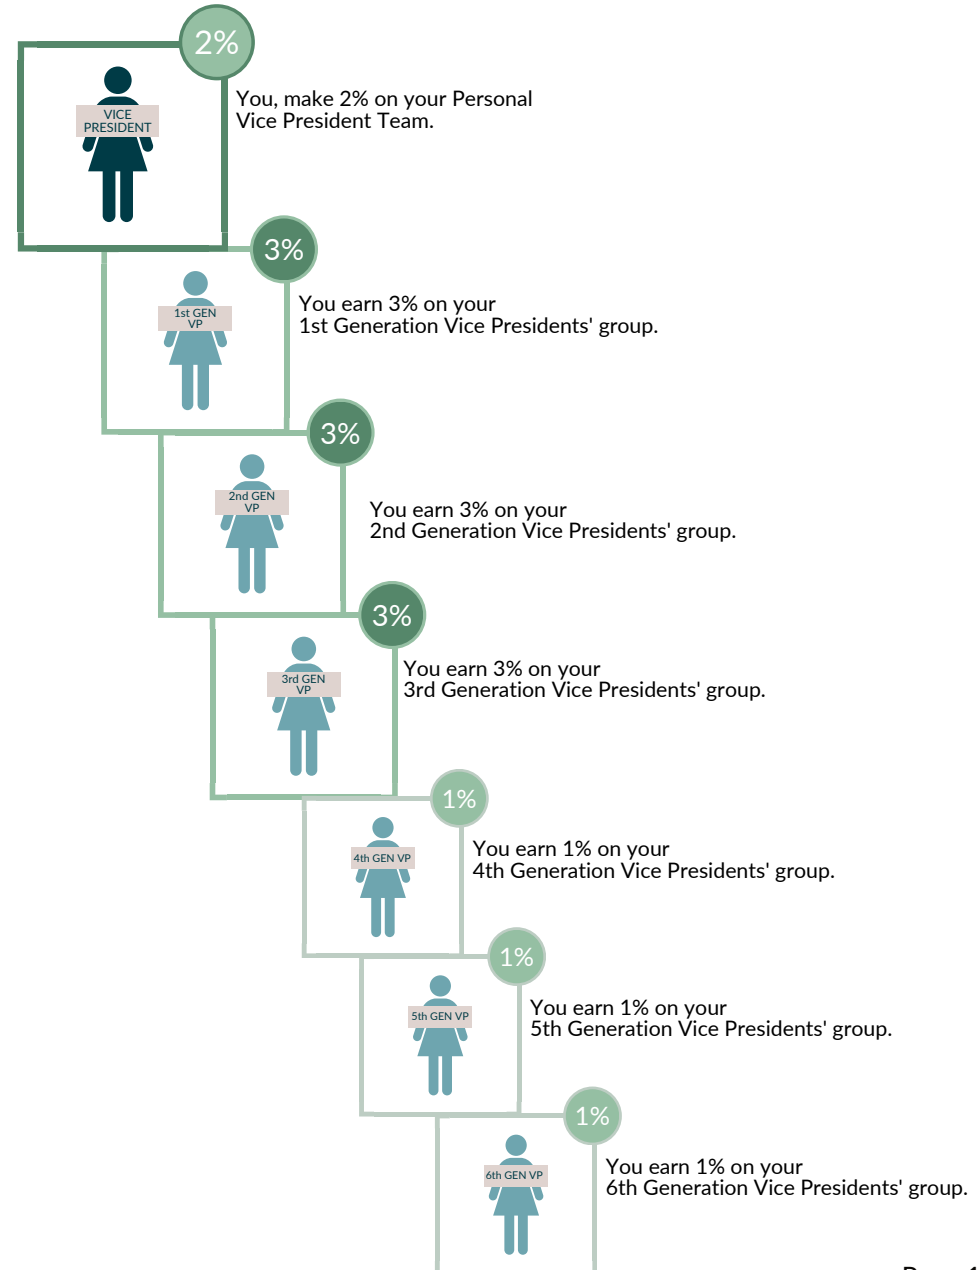 2%
You, make 2% on your Personal
Vice President Team.
VICE
PRESIDENT
3%
You earn 3% on your
1st Generation Vice Presidents' group.
1st GEN
VP
3%
You earn 3% on your
2nd Generation Vice Presidents' group.
2nd GEN
VP
3%
You earn 3% on your
3rd Generation Vice Presidents' group.
3rd GEN
VP
1%
You earn 1% on your
4th Generation Vice Presidents' group.
4th GEN VP
1%
You earn 1% on your
5th Generation Vice Presidents' group.
5th GEN VP
1%
You earn 1% on your
6th Generation Vice Presidents' group.
6th GEN VP